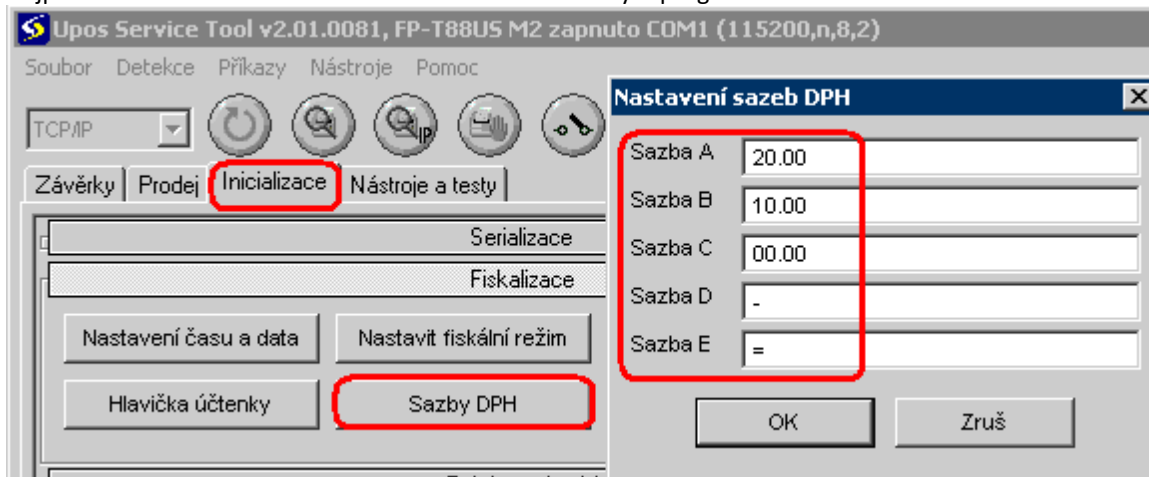 Upos Service Tool v2.01.0081, FP-T88US M2 zapnuto COM1 (115200,n,8,2)
Soubor Detekce Příkazy Nástroje Pomoc
TCP/IP
IP
Závěrky Prodej Inicializace Nástroje a testy
Serializace
Fiskalizace
Nastavení času a data Nastavit fiskální režim
Hlavička účtenky Sazby DPH
Nastavení sazeb DPH
Sazba A 20.00
Sazba B 10.00
Sazba C 00.00
Sazba D -
Sazba E =
OK Zruš